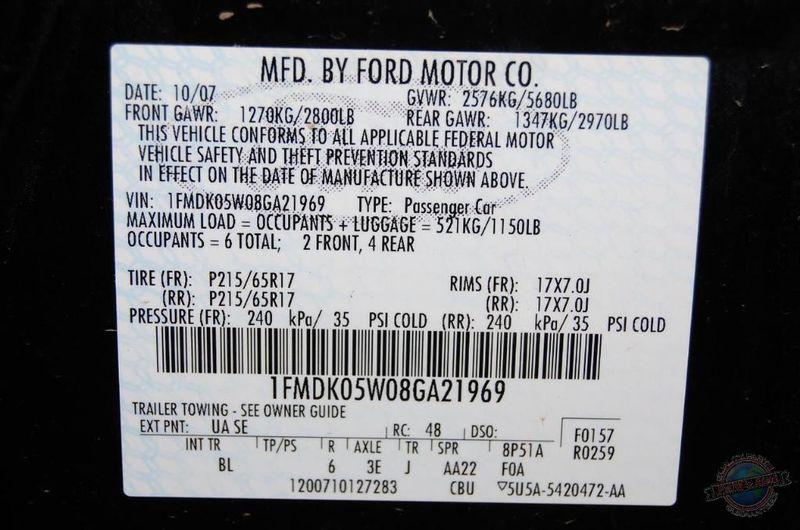 MFD. BY FORD MOTOR CO.
DATE: 10/07 GVWR: 2576KG/5680LB
FRONT GAWR: 1270KG/2800LB REAR GAWR: 1347KG/2970LB
THIS VEHICLE CONFORMS TO ALL APPLICABLE FEDERAL MOTOR
VEHICLE SAFETY AND THEFT PREVENTION STANDARDS
IN EFFECT ON THE DATE OF MANUFACTURE SHOWN ABOVE.
VIN: 1FMDK05W08GA21969 TYPE: Passenger Car
MAXIMUM LOAD = OCCUPANTS + LUGGAGE = 521KG/1150LB
OCCUPANTS = 6 TOTAL; 2 FRONT, 4 REAR
TIRE (FR): P215/65R17 RIMS (FR): 17X7.0J
(RR): P215/65R17 (RR): 17X7.0J
PRESSURE (FR): 240 kPa/ 35 PSI COLD (RR): 240 kPa/ 35 PSI COLD
1FMDK05W08GA21969
TRAILER TOWING - SEE OWNER GUIDE
EXT PNT: UA SE RC: 48 DSO: F0157
INT TR TP/PS R AXLE TR SPR 8P51A R0259
BL 6 3E J AA22 F0A
1200710127283 CBU ▽5U5A-5420472-AA